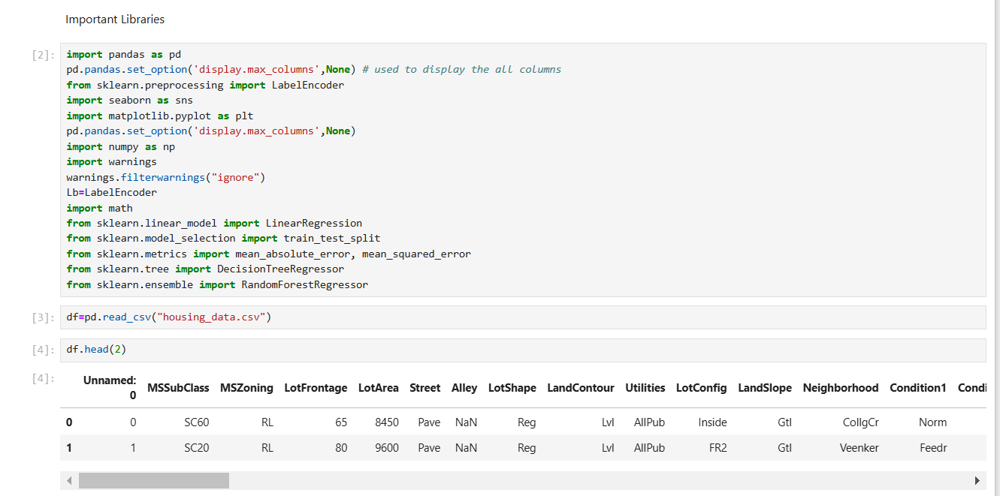 Important Libraries
[2]:
import pandas as pd
pd.pandas.set_option('display.max_columns',None) # used to display the all columns
from sklearn.preprocessing import LabelEncoder
import seaborn as sns
import matplotlib.pyplot as plt
pd.pandas.set_option('display.max_columns',None)
import numpy as np
import warnings
warnings.filterwarnings("ignore")
Lb=LabelEncoder
import math
from sklearn.linear_model import LinearRegression
from sklearn.model_selection import train_test_split
from sklearn.metrics import mean_absolute_error, mean_squared_error
from sklearn.tree import DecisionTreeRegressor
from sklearn.ensemble import RandomForestRegressor
[3]: df=pd.read_csv("housing_data.csv")
[4]: df.head(2)
[4]:
Unnamed: 0 MSSubClass MSZoning LotFrontage LotArea Street Alley LotShape LandContour Utilities LotConfig LandSlope Neighborhood Condition1 Condi
0 0 SC60 RL 65 8450 Pave NaN Reg Lvl AllPub Inside Gtl CollgCr Norm
1 1 SC20 RL 80 9600 Pave NaN Reg Lvl AllPub FR2 Gtl Veenker Feedr